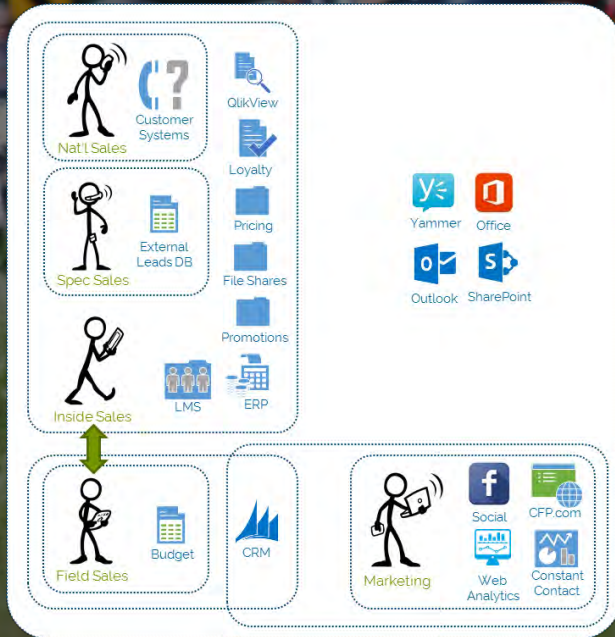 Nat'l Sales
Customer
Systems
QlikView
Loyalty
Spec Sales
External
Leads DB
Pricing
File Shares
Promotions
Inside Sales
LMS
ERP
Yammer
Office
Outlook
SharePoint
Field Sales
Budget
CRM
Marketing
Social
CFP.com
Web
Analytics
Constant
Contact